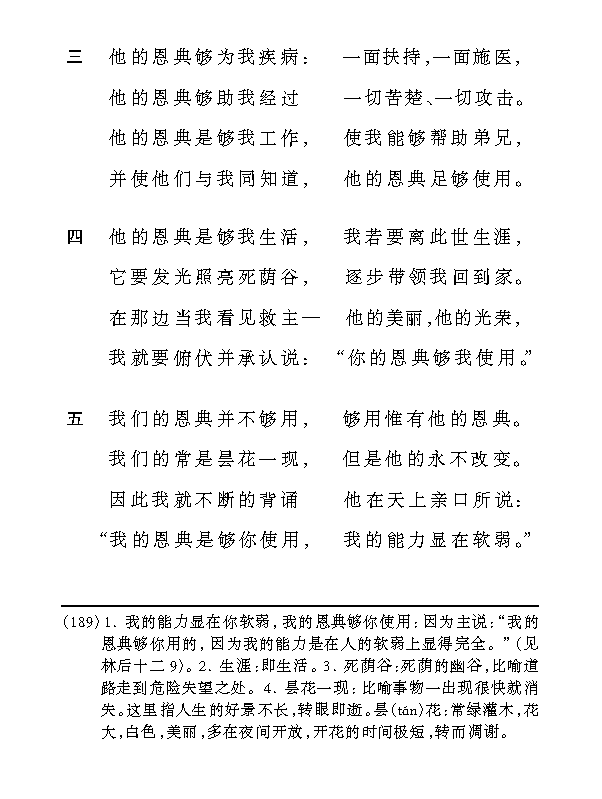 三 他的恩典够为我疾病： 一面扶持，一面施医，
他的恩典够助我经过 一切苦楚、一切攻击。
他的恩典是够我工作， 使我能够帮助弟兄，
并使他们与我同知道， 他的恩典足够使用。
四 他的恩典是够我生活， 我若要离此世生涯，
它要发光照亮死荫谷， 逐步带领我回到家。
在那边当我看见救主一 他的美丽，他的光荣，
我就要俯伏并承认说： “你的恩典够我使用。”
五 我们的恩典并不够用， 够用惟有他的恩典。
我们的常是昙花一现， 但是他的永不改变。
因此我就不断的背诵 他在天上亲口所说：
“我的恩典是够你使用， 我的能力显在软弱。”
(189) 1. 我的能力显在你软弱，我的恩典够你使用：因为主说：“我的
恩典够你用的，因为我的能力是在人的软弱上显得完全。”（见
林后十二9）。2. 生涯：即生活。3. 死荫谷：死荫的幽谷，比喻道
路走到危险失望之处。4. 昙花一现：比喻事物一出现很快就消
失。这里指人生的好景不长，转眼即逝。昙(tán)花：常绿灌木，花
大，白色，美丽，多在夜间开放，开花的时间极短，转而凋谢。